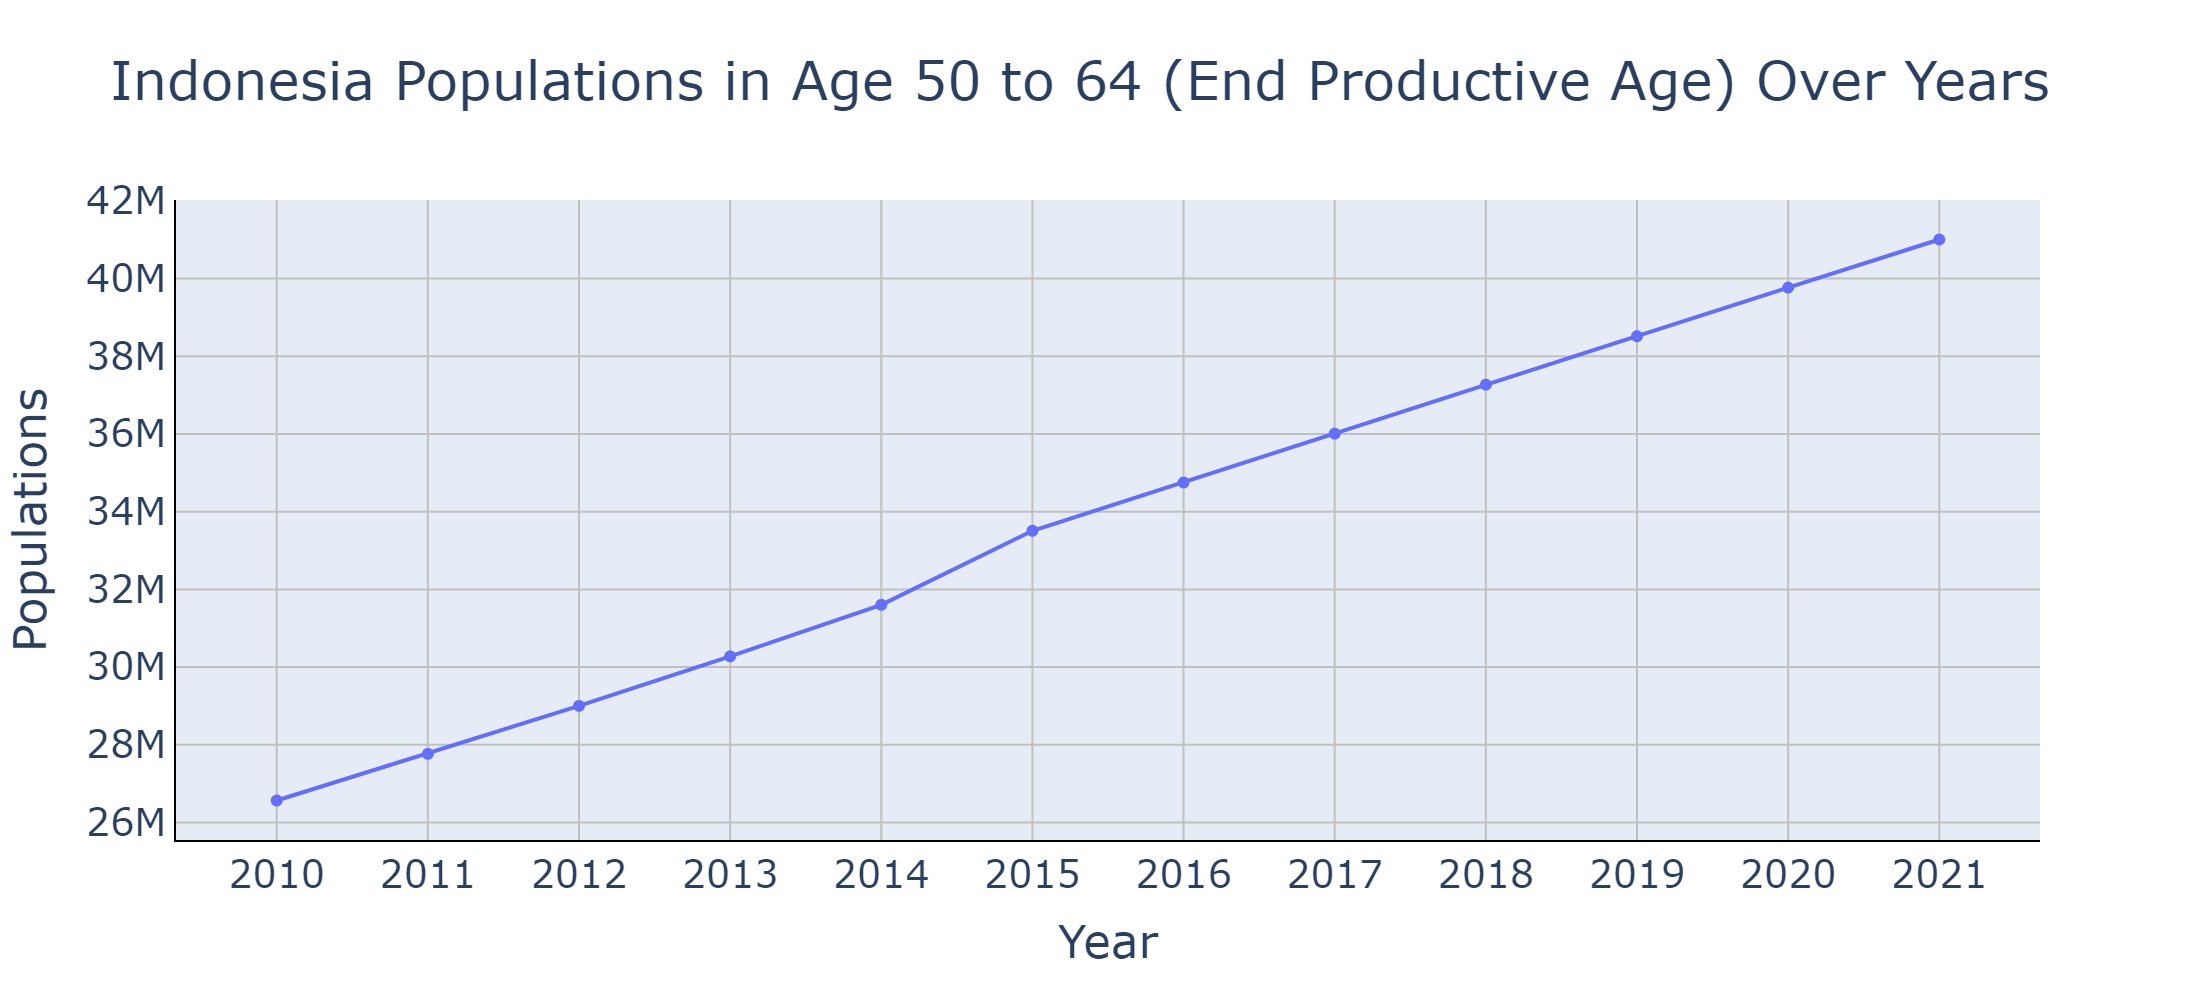 Indonesia Populations in Age 50 to 64 (End Productive Age) Over Years
Populations
42M
40M
38M
36M
34M
32M
30M
28M
26M
2010 2011 2012 2013 2014 2015 2016 2017 2018 2019 2020 2021
Year